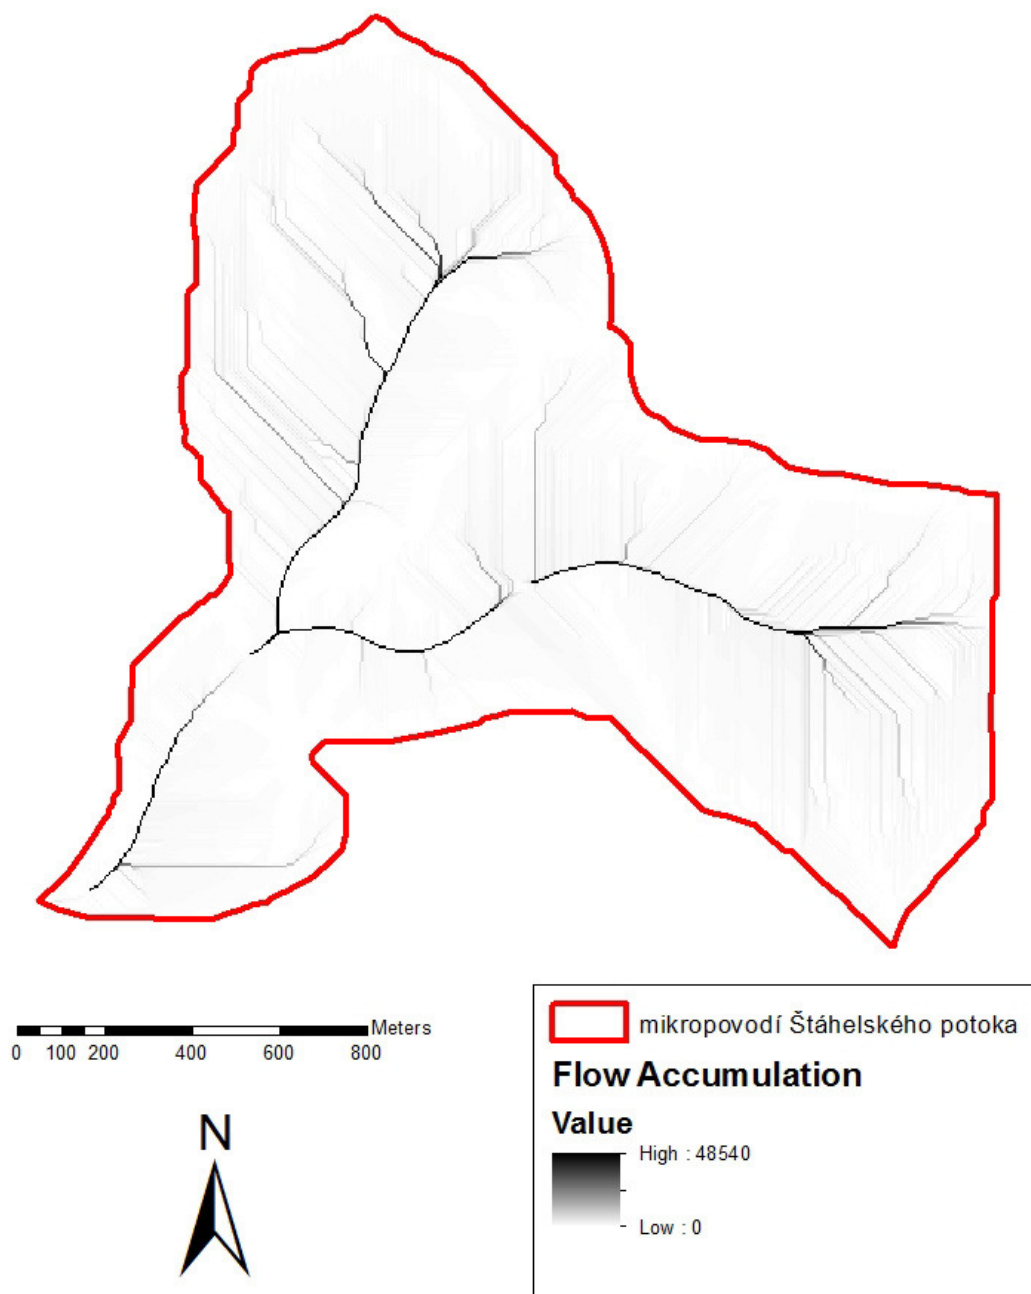 Meters
0 100 200 400 600 800
N
mikropovodí Štáhelského potoka
Flow Accumulation
Value
High : 48540
Low : 0